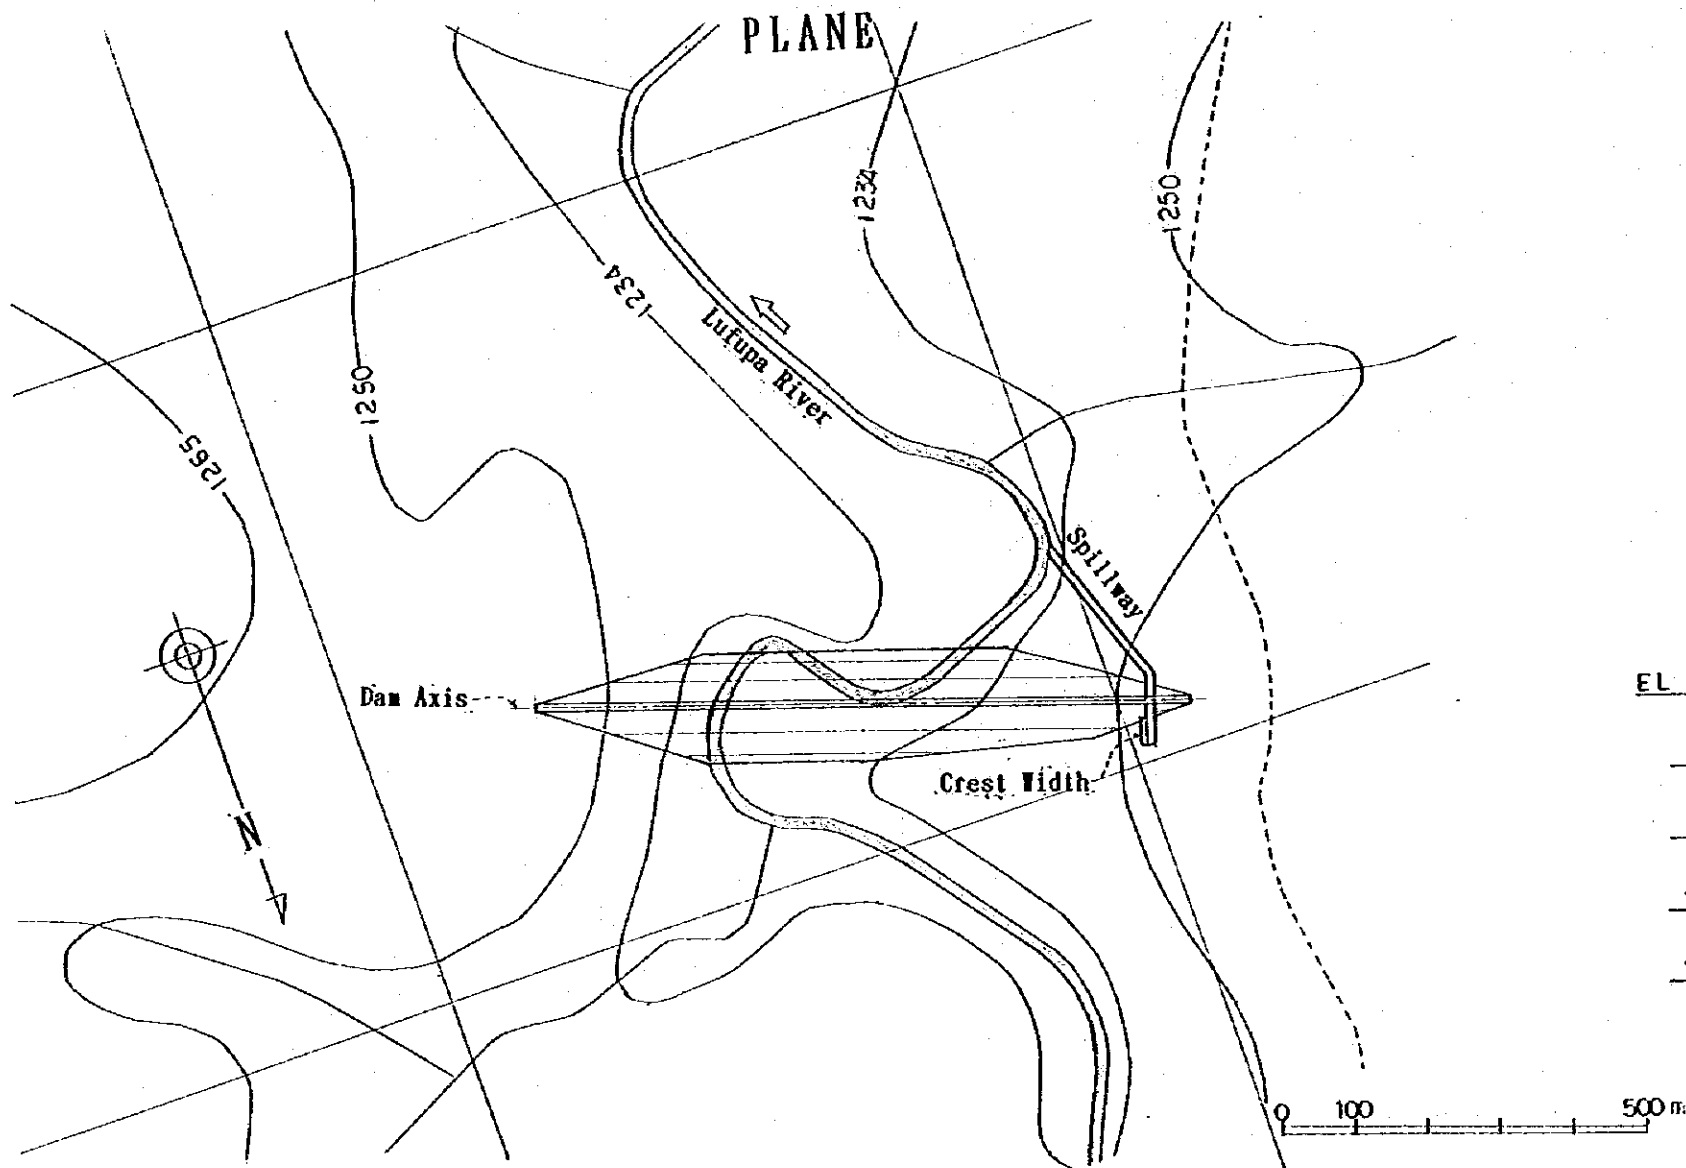 PLANE
1234
1250
1234
Lufupa River
1250
1265
Spillway
Dam Axis
EL
Crest Width
N
0 100 500 m